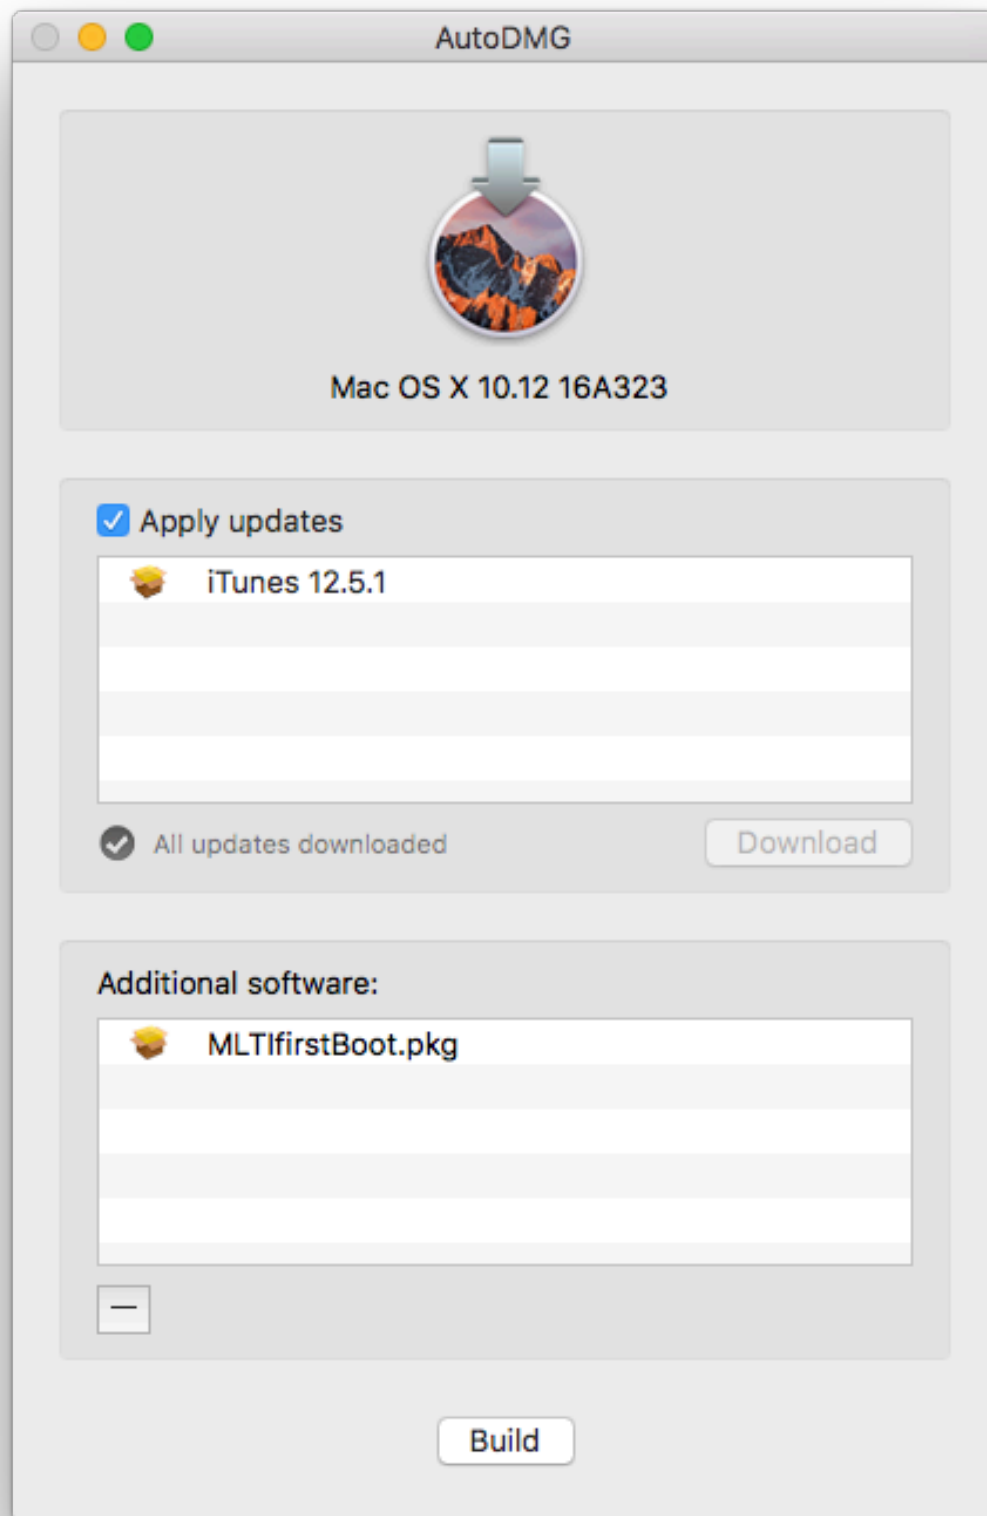 AutoDMG
Mac OS X 10.12 16A323
Apply updates
iTunes 12.5.1
All updates downloaded
Download
Additional software:
MLTIfirstBoot.pkg
Build